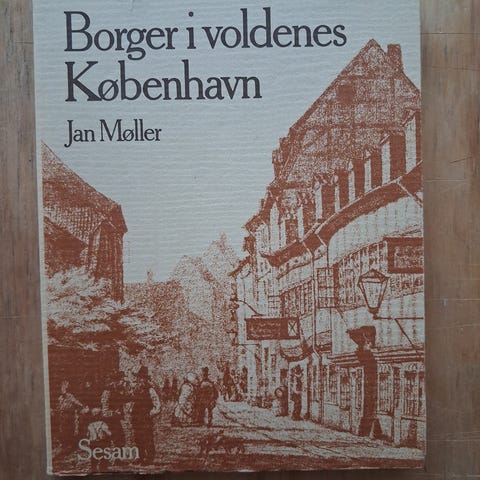 Borger i voldenes
København
Jan Møller
Sesam